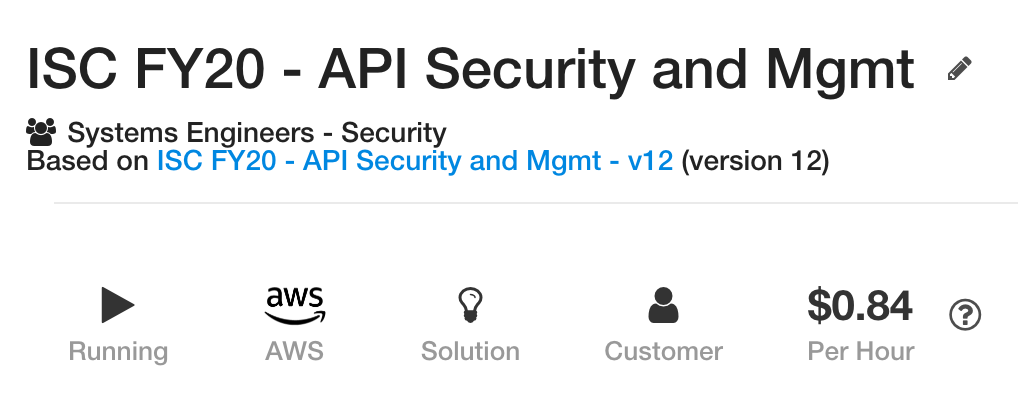 ISC FY20 - API Security and Mgmt
Systems Engineers - Security
Based on ISC FY20 - API Security and Mgmt - v12 (version 12)
aws $0.84 ?
Running AWS Solution Customer Per Hour